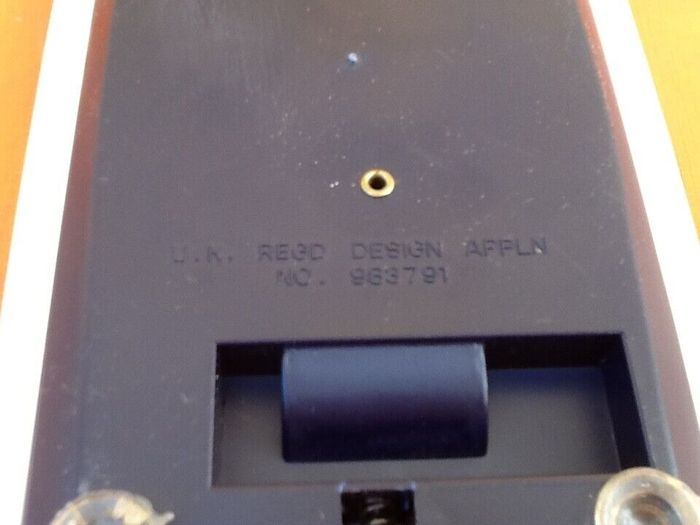 U.K. REGD DESIGN APPLN
NO. 963791